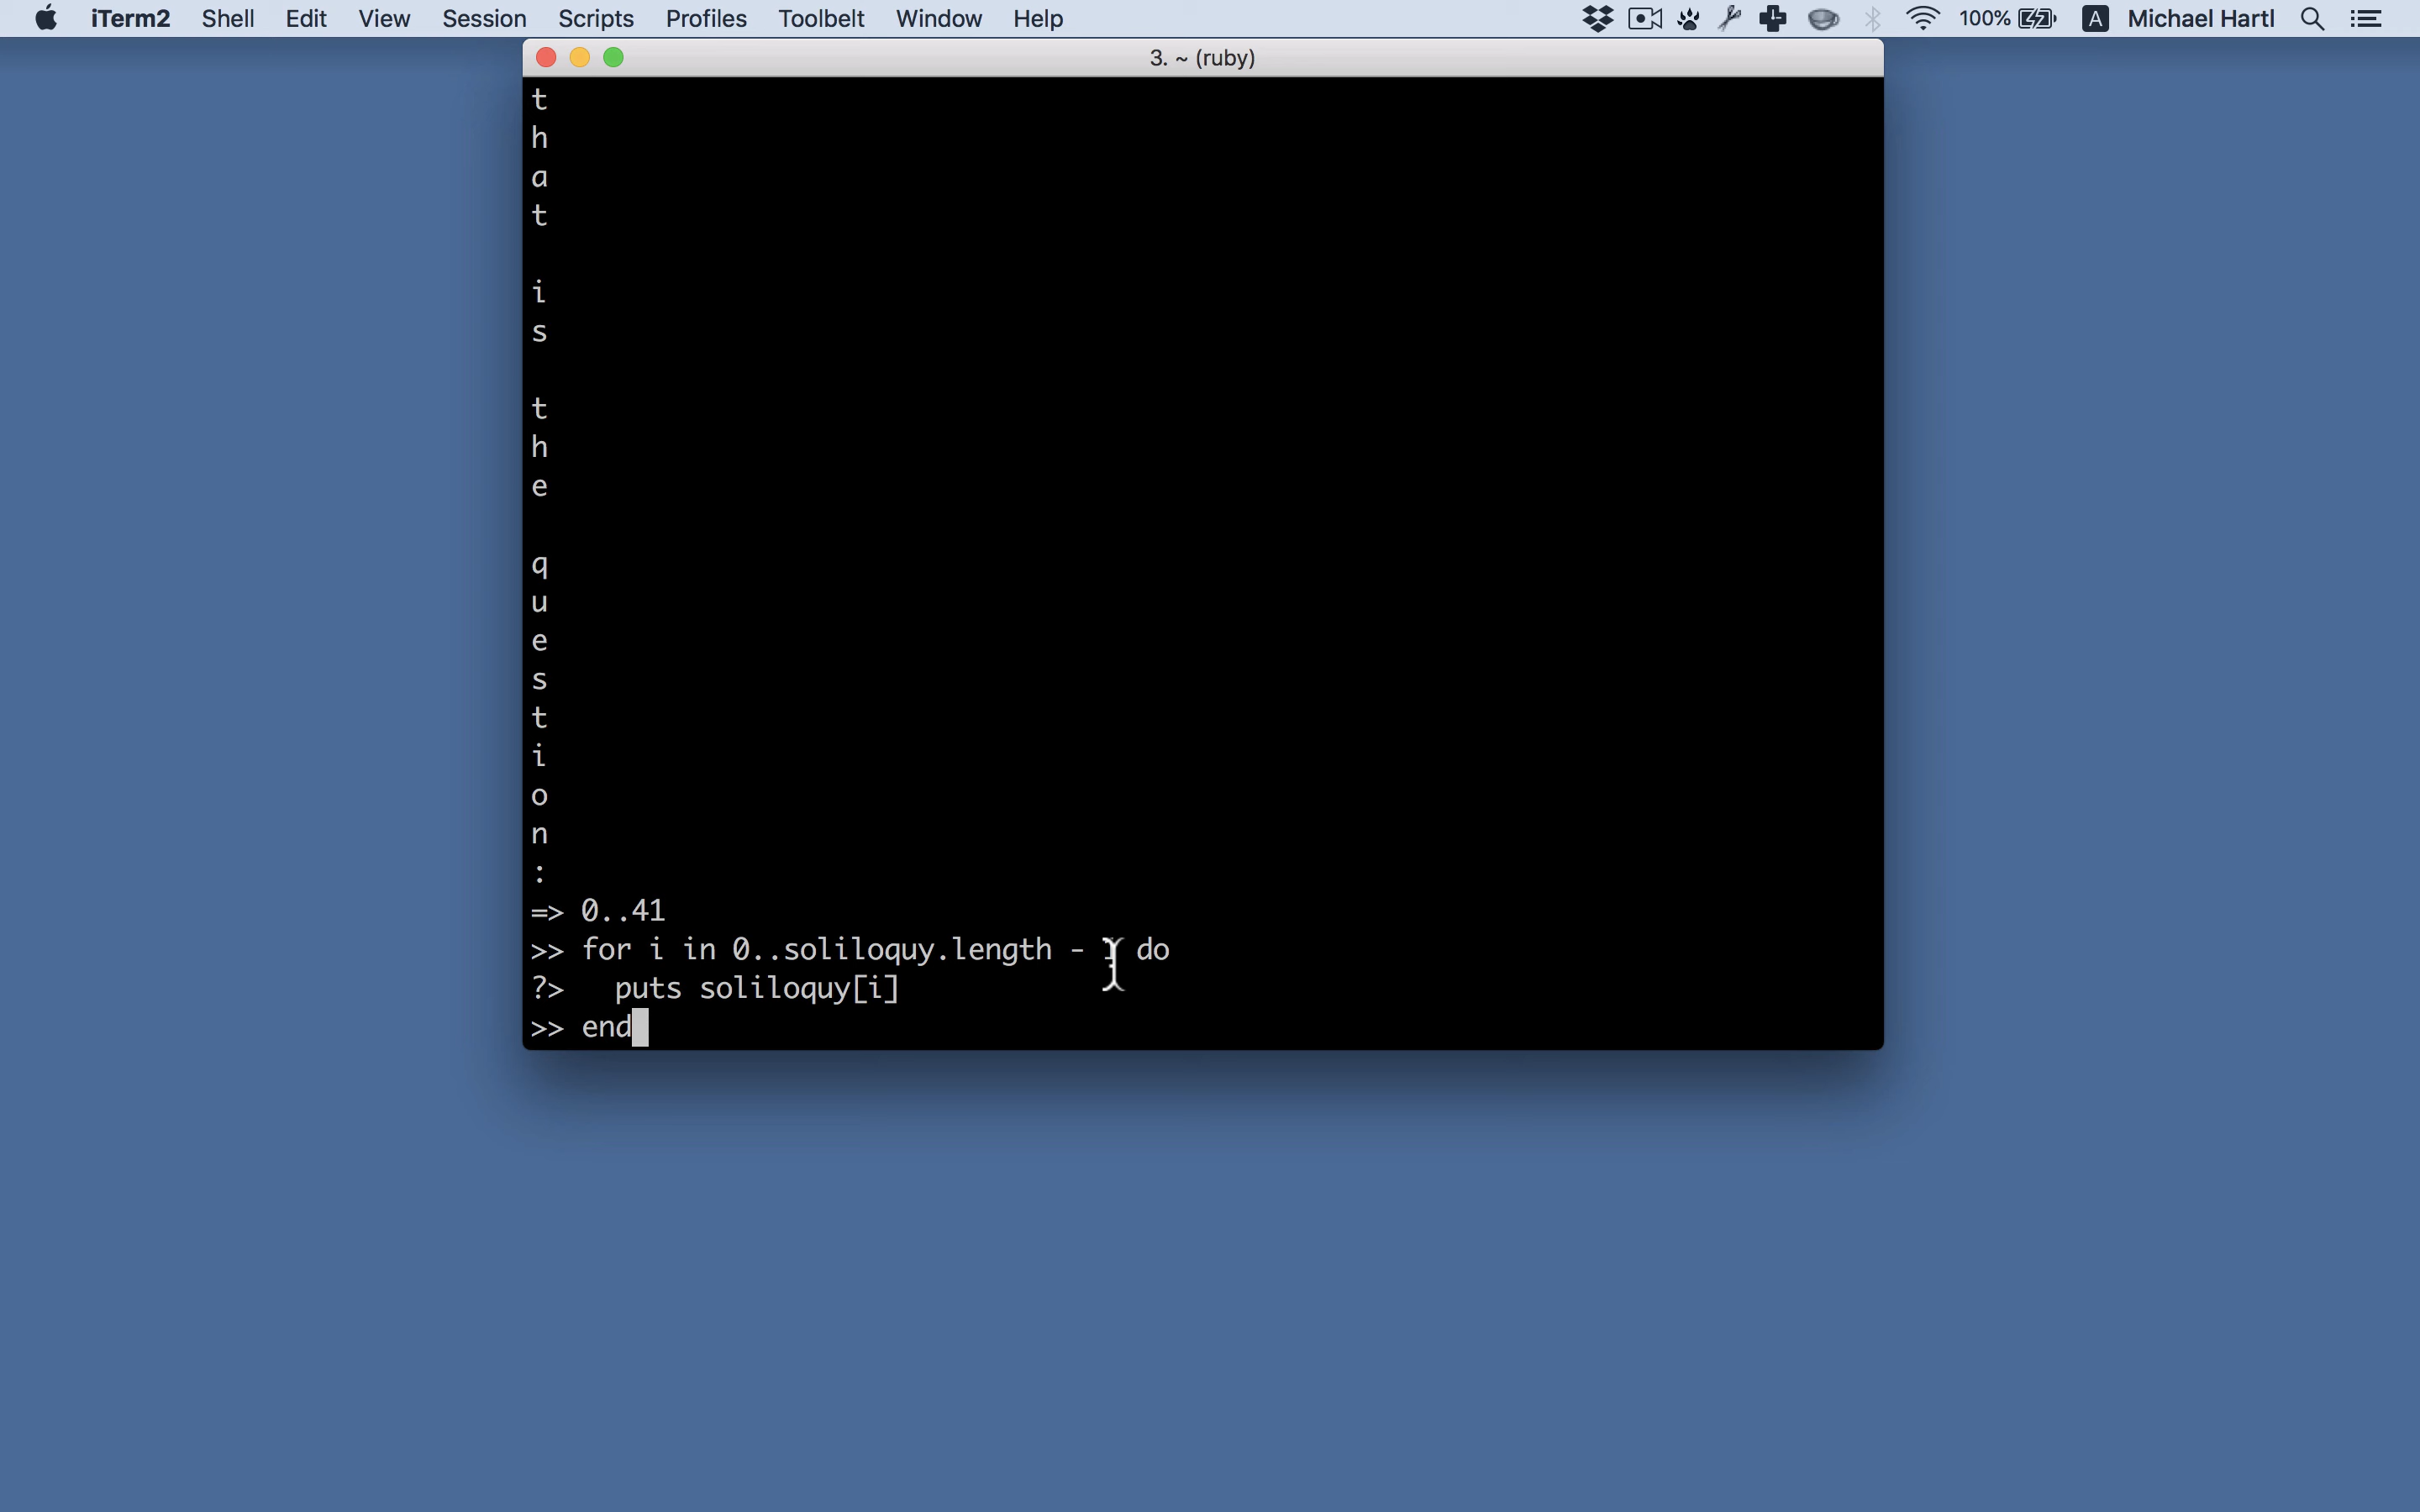 iTerm2 Shell Edit View Session Scripts Profiles Toolbelt Window Help 100% A Michael Hartl
3. ~ (ruby)
t
h
a
t
i
s
t
h
e
q
u
e
s
t
i
o
n
:
=> 0..41
>> for i in 0..soliloquy.length - 1 do
?>   puts soliloquy[i]
>> end